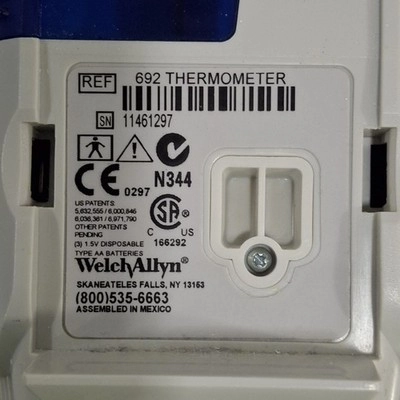 REF 692 THERMOMETER
SN 11461297
N344
CE 0297
US PATENTS
5,632,555 / 6,000,846
6,036,361 / 6,971,790
OTHER PATENTS
PENDING
(3) 1.5V DISPOSABLE
TYPE AA BATTERIES
CSA
C US
166292
WelchAllyn®
SKANEATELES FALLS, NY 13153
(800)535-6663
ASSEMBLED IN MEXICO